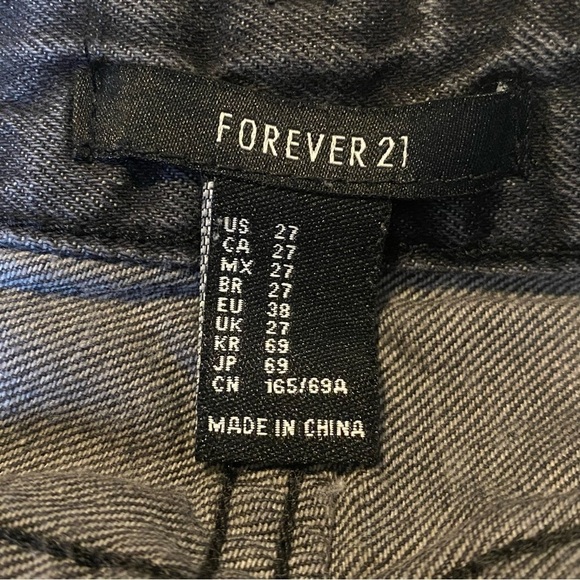 FOREVER 21
US 27
CA 27
MX 27
BR 27
EU 38
UK 27
KR 69
JP 69
CN 165/69A
MADE IN CHINA